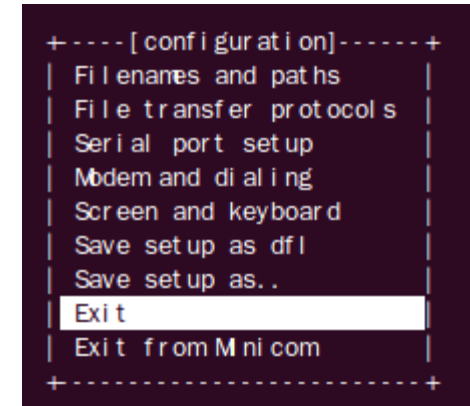 +-----[configuration]------+
| Filenames and paths |
| File transfer protocols |
| Serial port setup |
| Modem and dialing |
| Screen and keyboard |
| Save setup as dfl |
| Save setup as.. |
| Exit |
| Exit from Minicom |
+--------------------------+